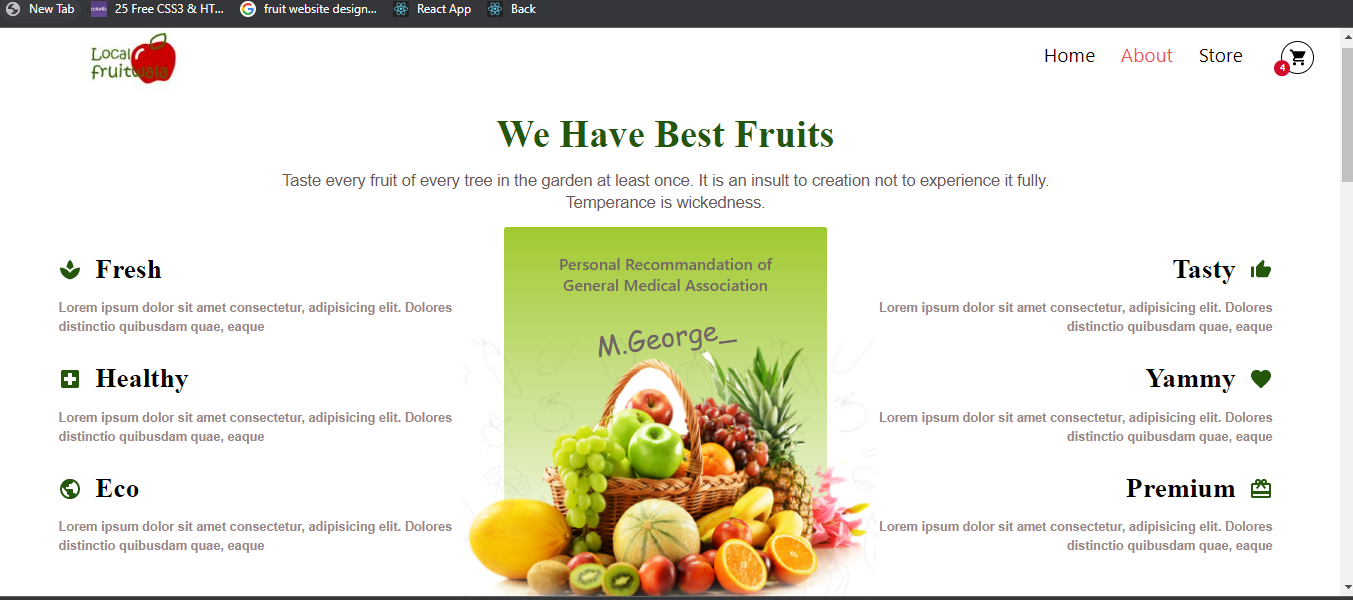 New Tab
25 Free CSS3 & HT...
fruit website design...
React App
Back
Local
fruitwala
Home
About
Store
4
We Have Best Fruits
Taste every fruit of every tree in the garden at least once. It is an insult to creation not to experience it fully.
Temperance is wickedness.
Fresh
Lorem ipsum dolor sit amet consectetur, adipisicing elit. Dolores
distinctio quibusdam quae, eaque
Healthy
Lorem ipsum dolor sit amet consectetur, adipisicing elit. Dolores
distinctio quibusdam quae, eaque
Eco
Lorem ipsum dolor sit amet consectetur, adipisicing elit. Dolores
distinctio quibusdam quae, eaque
Personal Recommandation of
General Medical Association
M.George_
Tasty
Lorem ipsum dolor sit amet consectetur, adipisicing elit. Dolores
distinctio quibusdam quae, eaque
Yammy
Lorem ipsum dolor sit amet consectetur, adipisicing elit. Dolores
distinctio quibusdam quae, eaque
Premium
Lorem ipsum dolor sit amet consectetur, adipisicing elit. Dolores
distinctio quibusdam quae, eaque